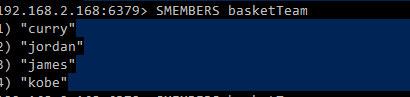 192.168.2.168:6379> SMEMBERS basketTeam
1) "curry"
2) "jordan"
3) "james"
4) "kobe"